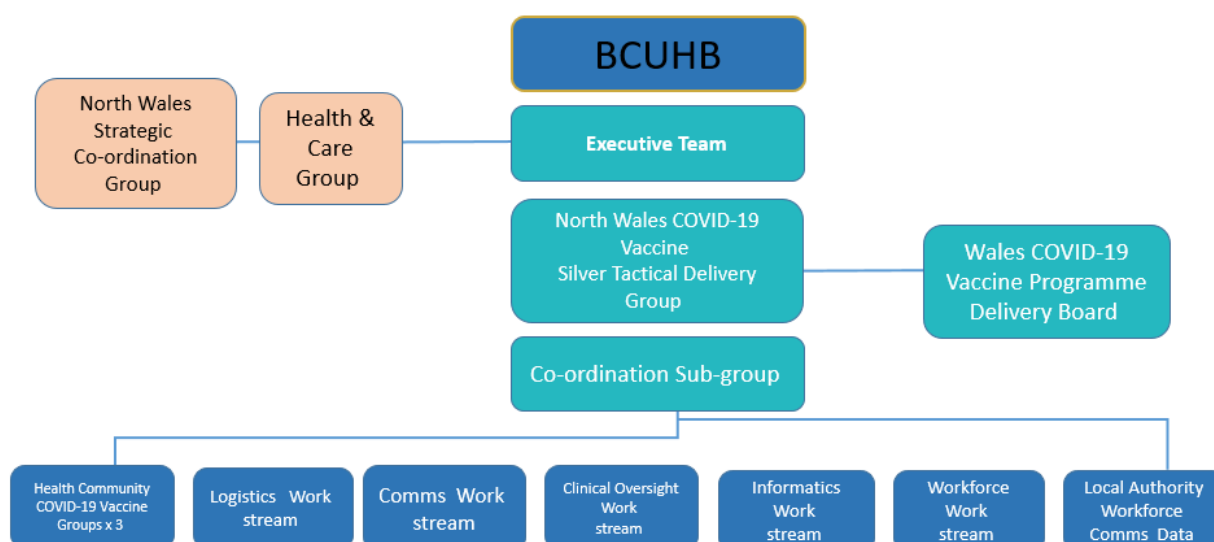 BCUHB
North Wales
Strategic
Co-ordination
Group
Health &
Care
Group
Executive Team
North Wales COVID-19
Vaccine
Silver Tactical Delivery
Group
Wales COVID-19
Vaccine Programme
Delivery Board
Co-ordination Sub-group
Health Community
COVID-19 Vaccine
Groups x 3
Logistics Work
stream
Comms Work
stream
Clinical Oversight
Work
stream
Informatics
Work
stream
Workforce
Work
stream
Local Authority
Workforce
Comms Data